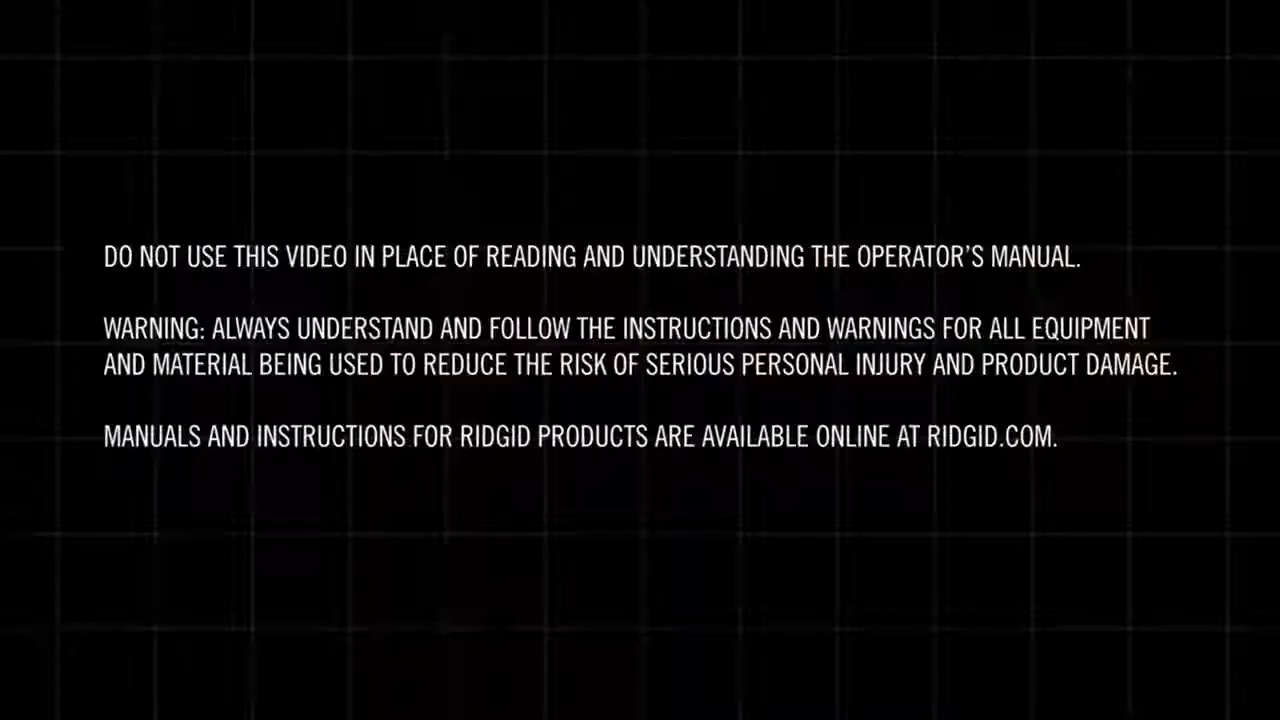 DO NOT USE THIS VIDEO IN PLACE OF READING AND UNDERSTANDING THE OPERATOR’S MANUAL.
WARNING: ALWAYS UNDERSTAND AND FOLLOW THE INSTRUCTIONS AND WARNINGS FOR ALL EQUIPMENT
AND MATERIAL BEING USED TO REDUCE THE RISK OF SERIOUS PERSONAL INJURY AND PRODUCT DAMAGE.
MANUALS AND INSTRUCTIONS FOR RIDGID PRODUCTS ARE AVAILABLE ONLINE AT RIDGID.COM.